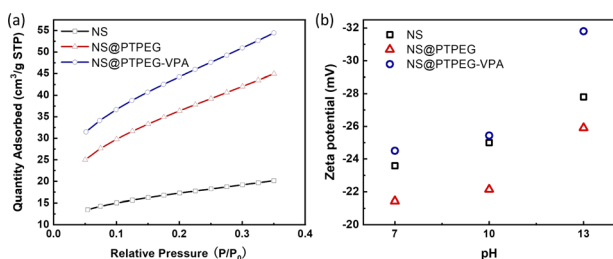 (a)
Quantity Adsorbed (cm³/g STP)
55
50
45
40
35
30
25
20
15
10
NS
NS@PTPEG
NS@PTPEG-VPA
0.0
0.1
0.2
0.3
0.4
Relative Pressure (P/P₀)
(b)
Zeta potential (mV)
-32
-30
-28
-26
-24
-22
-20
NS
NS@PTPEG
NS@PTPEG-VPA
7
10
13
pH